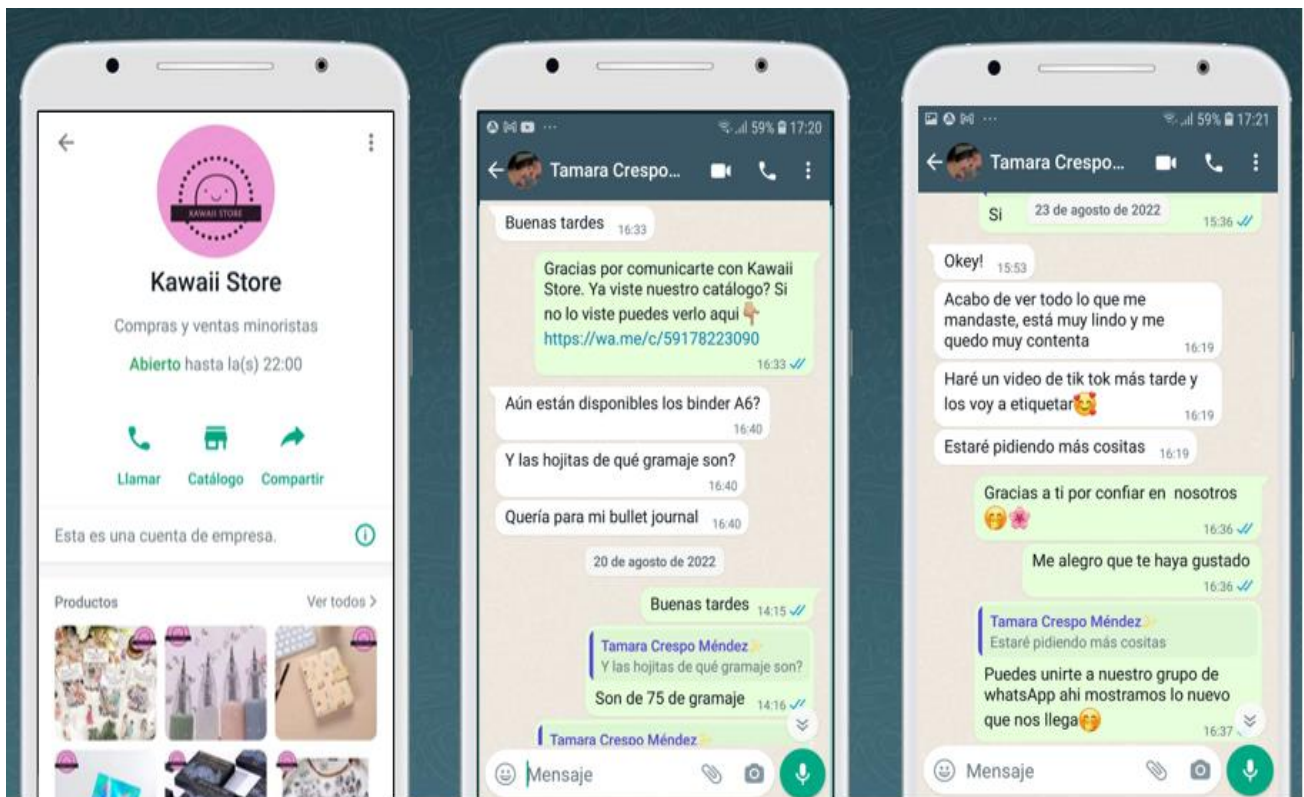 KAWAII STORE
Kawaii Store
Compras y ventas minoristas
Abierto hasta la(s) 22:00
Llamar Catálogo Compartir
Esta es una cuenta de empresa.
Productos Ver todos >
59% 17:20
Tamara Crespo...
Buenas tardes 16:33
Gracias por comunicarte con Kawaii
Store. Ya viste nuestro catálogo? Si
no lo viste puedes verlo aqui👇🏼
https://wa.me/c/59178223090
16:33
Aún están disponibles los binder A6?
16:40
Y las hojitas de qué gramaje son?
16:40
Quería para mi bullet journal 16:40
20 de agosto de 2022
Buenas tardes 14:15
Tamara Crespo Méndez✨
Y las hojitas de qué gramaje son?
Son de 75 de gramaje 14:16
Tamara Crespo Méndez✨
Mensaje
59% 17:21
Tamara Crespo...
Si 23 de agosto de 2022
15:36
Okey! 15:53
Acabo de ver todo lo que me
mandaste, está muy lindo y me
quedo muy contenta 16:19
Haré un video de tik tok más tarde y
los voy a etiquetar🥰
16:19
Estaré pidiendo más cositas 16:19
Gracias a ti por confiar en nosotros
🤭🌸
16:36
Me alegro que te haya gustado
16:36
Tamara Crespo Méndez✨
Estaré pidiendo más cositas
Puedes unirte a nuestro grupo de
whatsApp ahi mostramos lo nuevo
que nos llega🤭
16:37
Mensaje